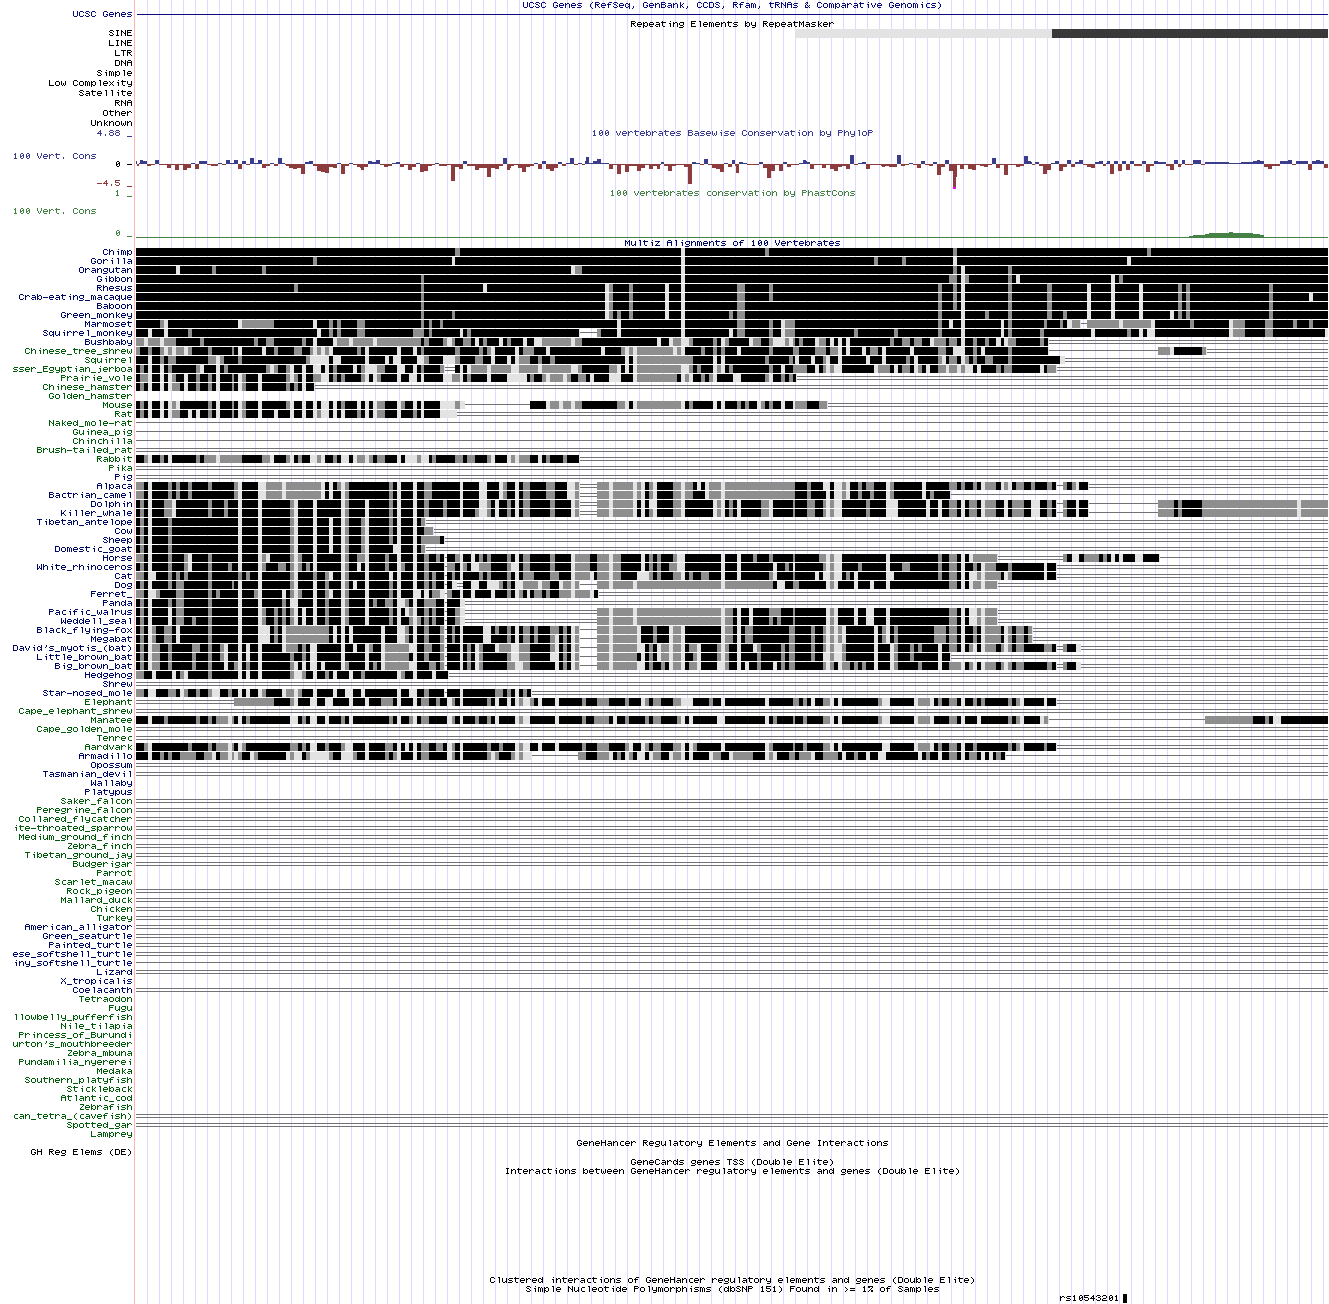 UCSC Genes (RefSeq, GenBank, CCDS, Rfam, tRNAs & Comparative Genomics)
UCSC Genes
Repeating Elements by RepeatMasker
SINE
LINE
LTR
DNA
Simple
Low Complexity
Satellite
RNA
Other
Unknown
4.88 _
100 vertebrates Basewise Conservation by PhyloP
100 Vert. Cons
0 -
-4.5 _
100 vertebrates conservation by PhastCons
1 _
100 Vert. Cons
0 _
Multiz Alignments of 100 Vertebrates
Chimp
Gorilla
Orangutan
Gibbon
Rhesus
Crab-eating_macaque
Baboon
Green_monkey
Marmoset
Squirrel_monkey
Bushbaby
Chinese_tree_shrew
Squirrel
sser_Egyptian_jerboa
Prairie_vole
Chinese_hamster
Golden_hamster
Mouse
Rat
Naked_mole-rat
Guinea_pig
Chinchilla
Brush-tailed_rat
Rabbit
Pika
Pig
Alpaca
Bactrian_camel
Dolphin
Killer_whale
Tibetan_antelope
Cow
Sheep
Domestic_goat
Horse
White_rhinoceros
Cat
Dog
Ferret_
Panda
Pacific_walrus
Weddell_seal
Black_flying-fox
Megabat
David's_myotis_(bat)
Little_brown_bat
Big_brown_bat
Hedgehog
Shrew
Star-nosed_mole
Elephant
Cape_elephant_shrew
Manatee
Cape_golden_mole
Tenrec
Aardvark
Armadillo
Opossum
Tasmanian_devil
Wallaby
Platypus
Saker_falcon
Peregrine_falcon
Collared_flycatcher
ite-throated_sparrow
Medium_ground_finch
Zebra_finch
Tibetan_ground_jay
Budgerigar
Parrot
Scarlet_macaw
Rock_pigeon
Mallard_duck
Chicken
Turkey
American_alligator
Green_seaturtle
Painted_turtle
ese_softshell_turtle
iny_softshell_turtle
Lizard
X_tropicalis
Coelacanth
Tetraodon
Fugu
llowbelly_pufferfish
Nile_tilapia
Princess_of_Burundi
urton's_mouthbreeder
Zebra_mbuna
Pundamilia_nyererei
Medaka
Southern_platyfish
Stickleback
Atlantic_cod
Zebrafish
can_tetra_(cavefish)
Spotted_gar
Lamprey
GeneHancer Regulatory Elements and Gene Interactions
GH Reg Elems (DE)
GeneCards genes TSS (Double Elite)
Interactions between GeneHancer regulatory elements and genes (Double Elite)
Clustered interactions of GeneHancer regulatory elements and genes (Double Elite)
Simple Nucleotide Polymorphisms (dbSNP 151) Found in >= 1% of Samples
rs10543201